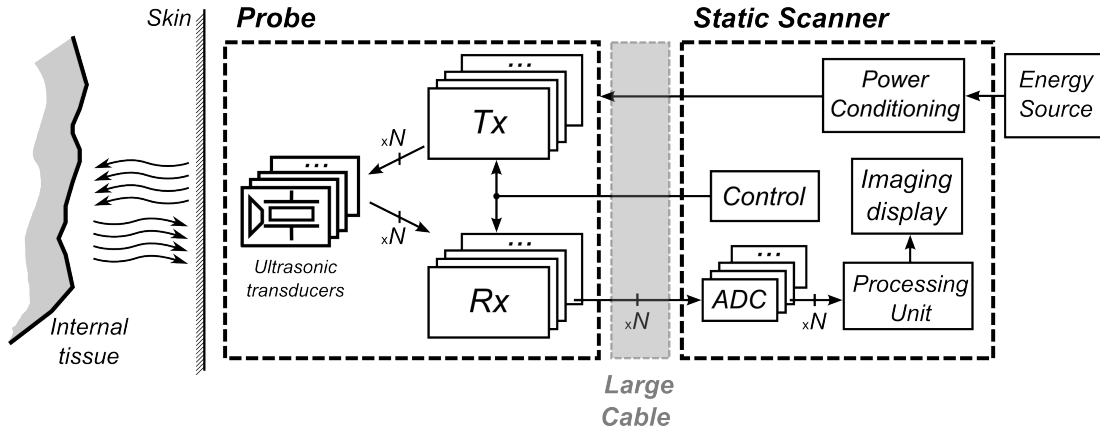 Skin
Probe
Static Scanner
...
Tx
Power
Conditioning
Energy
Source
xN
...
Control
Imaging
display
xN
Ultrasonic
transducers
...
Rx
...
ADC
xN
xN
Processing
Unit
Internal
tissue
Large
Cable